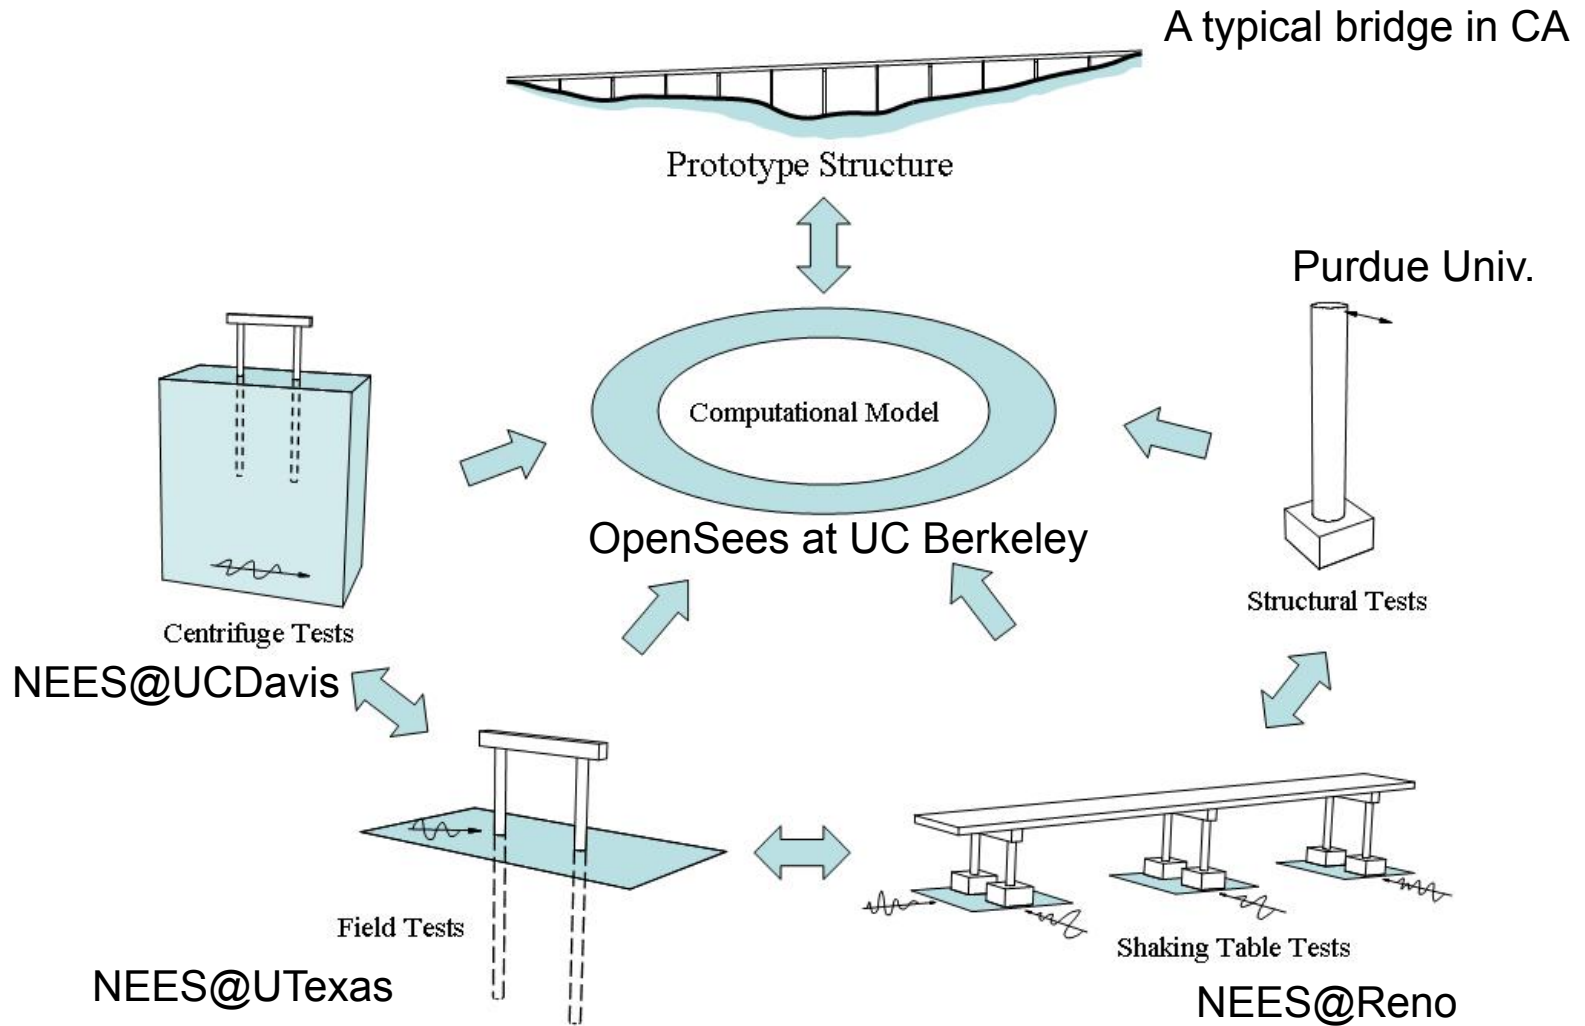 A typical bridge in CA
Prototype Structure
Purdue Univ.
Computational Model
OpenSees at UC Berkeley
Structural Tests
Centrifuge Tests
NEES@UCDavis
Field Tests
Shaking Table Tests
NEES@UTexas
NEES@Reno